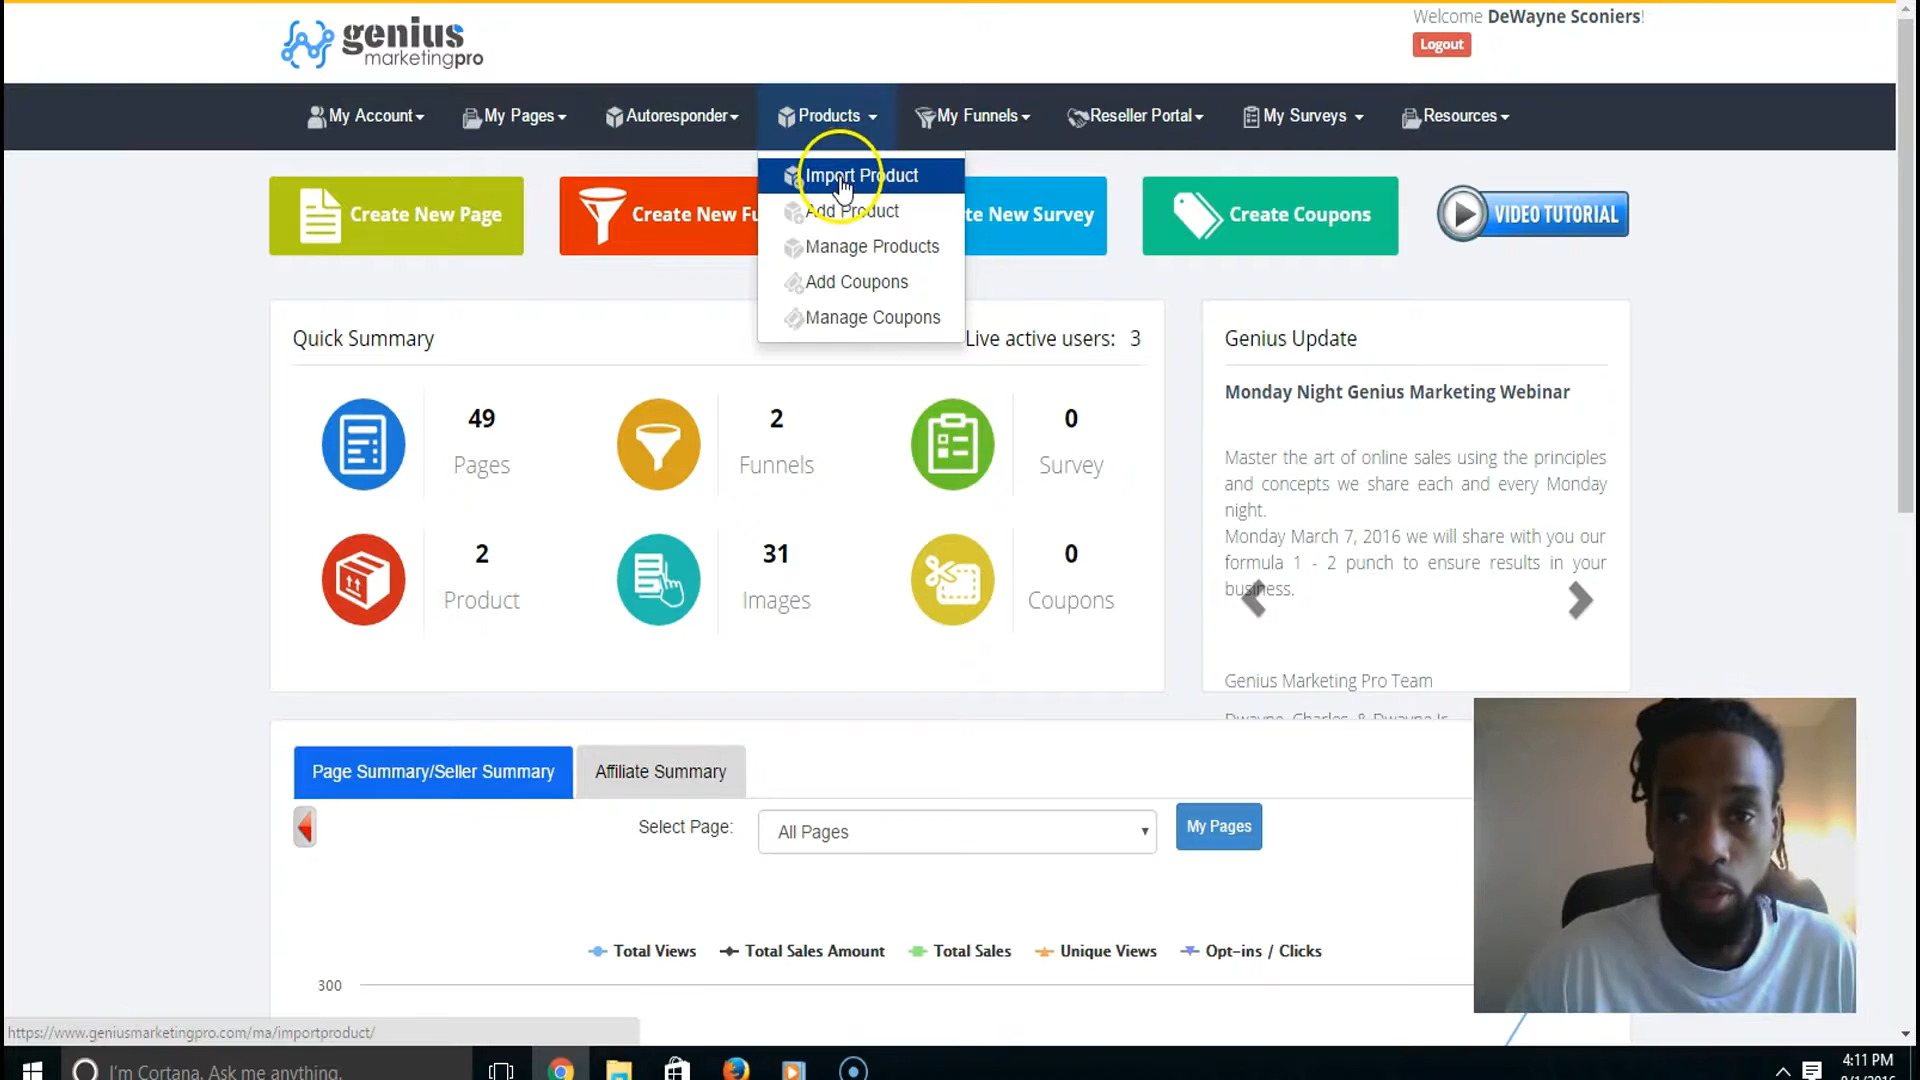 genius
marketingpro
Welcome DeWayne Sconiers!
Logout
My Account
My Pages
Autoresponder
Products
My Funnels
Reseller Portal
My Surveys
Resources
Import Product
Add Product
Manage Products
Add Coupons
Manage Coupons
Create New Page
Create New Fu
te New Survey
Create Coupons
VIDEO TUTORIAL
Quick Summary
Live active users: 3
49
Pages
2
Funnels
0
Survey
2
Product
31
Images
0
Coupons
Genius Update
Monday Night Genius Marketing Webinar
Master the art of online sales using the principles
and concepts we share each and every Monday
night.
Monday March 7, 2016 we will share with you our
formula 1 - 2 punch to ensure results in your
business.
Genius Marketing Pro Team
Dwayne, Charles, & Dwayne Jr
Page Summary/Seller Summary
Affiliate Summary
Select Page:
All Pages
My Pages
Total Views
Total Sales Amount
Total Sales
Unique Views
Opt-ins / Clicks
300
https://www.geniusmarketingpro.com/ma/importproduct/
I'm Cortana. Ask me anything.
4:11 PM